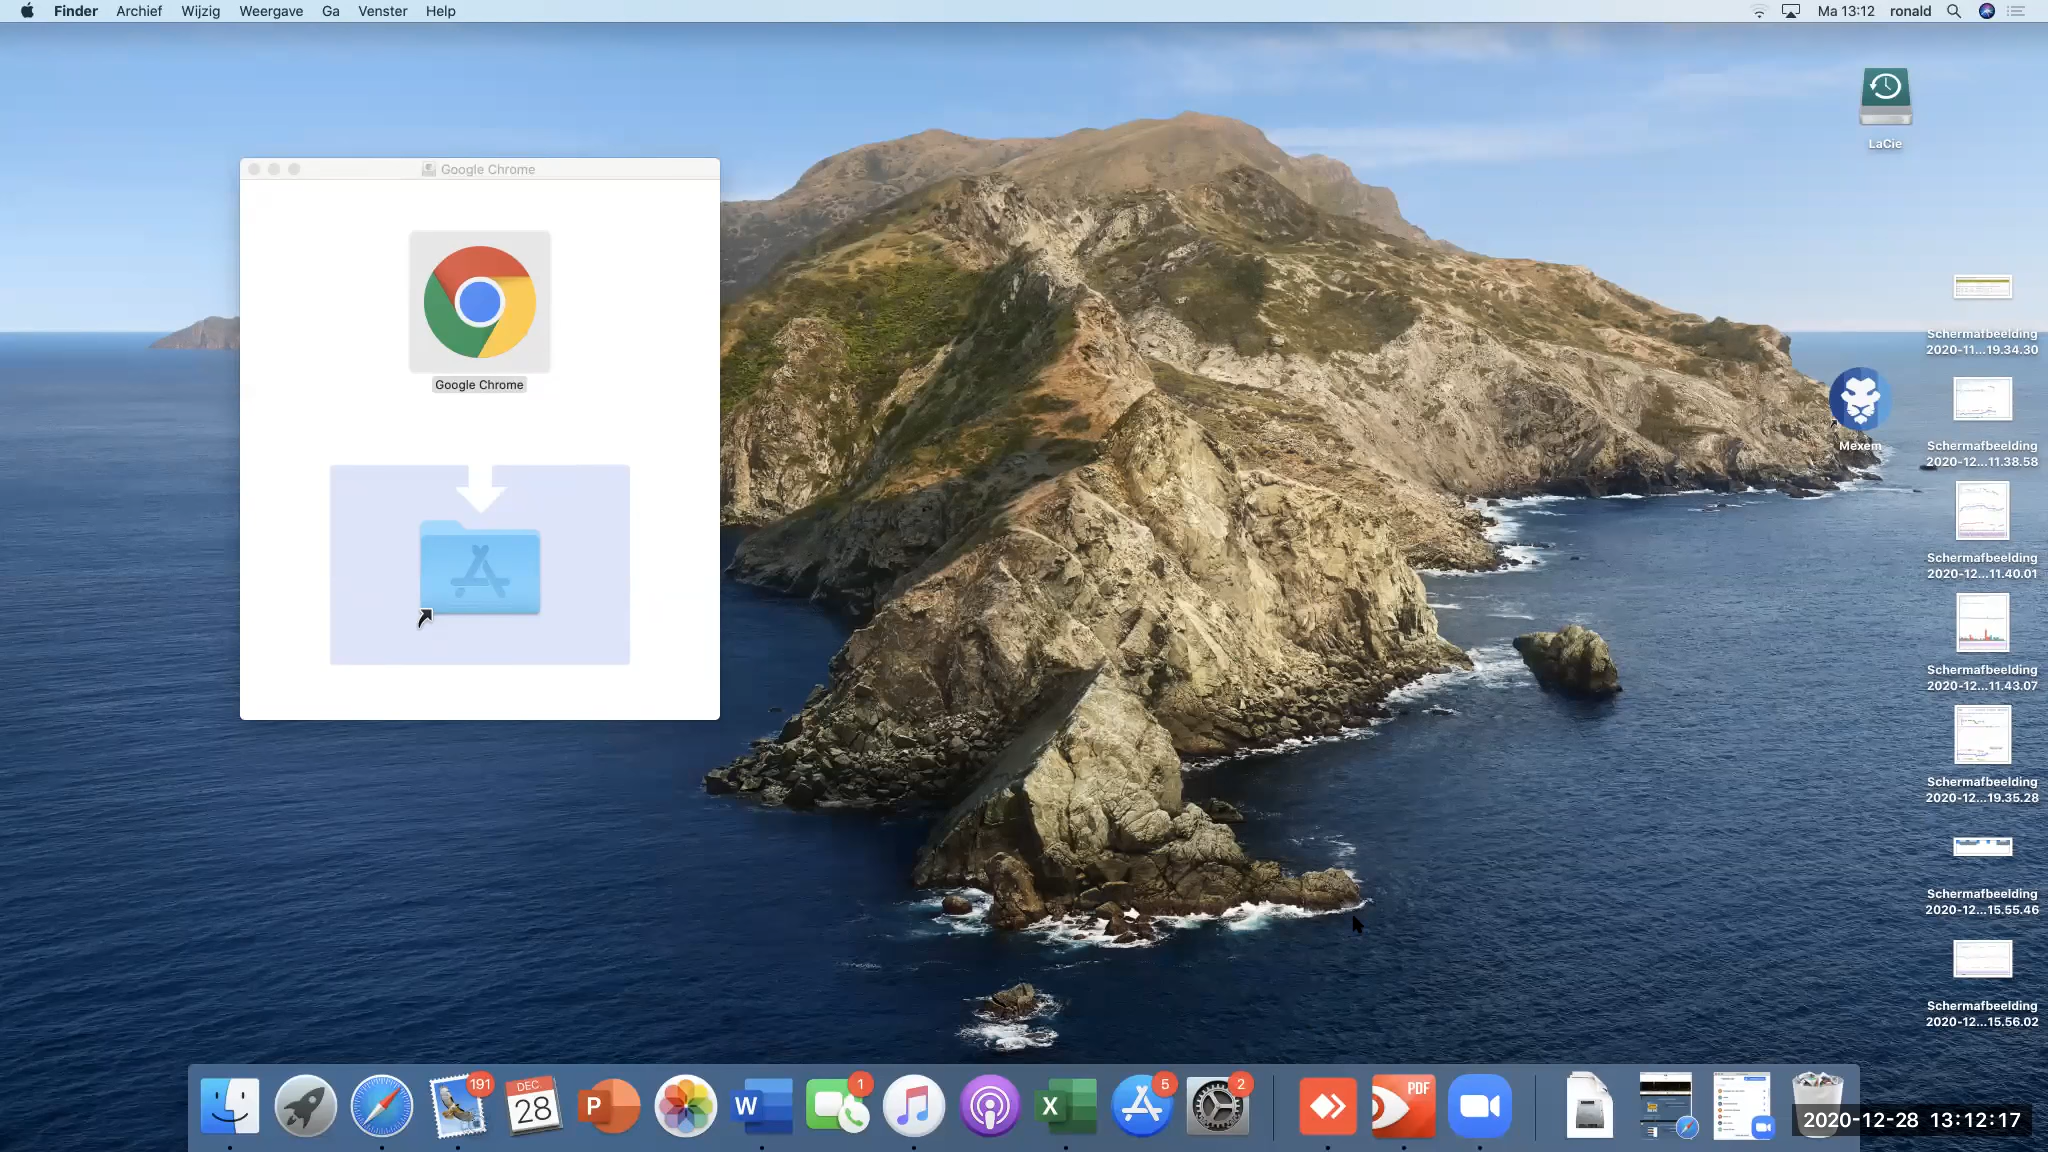 Finder Archief Wijzig Weergave Ga Venster Help
Ma 13:12 ronald
LaCie
Google Chrome
Google Chrome
Schermafbeelding
2020-11...19.34.30
Mexem
Schermafbeelding
2020-12...11.38.58
Schermafbeelding
2020-12...11.40.01
Schermafbeelding
2020-12...11.43.07
Schermafbeelding
2020-12...19.35.28
Schermafbeelding
2020-12...15.55.46
Schermafbeelding
2020-12...15.56.02
191
DEC
28
P
W
1
X
5
2
PDF
2020-12-28 13:12:17